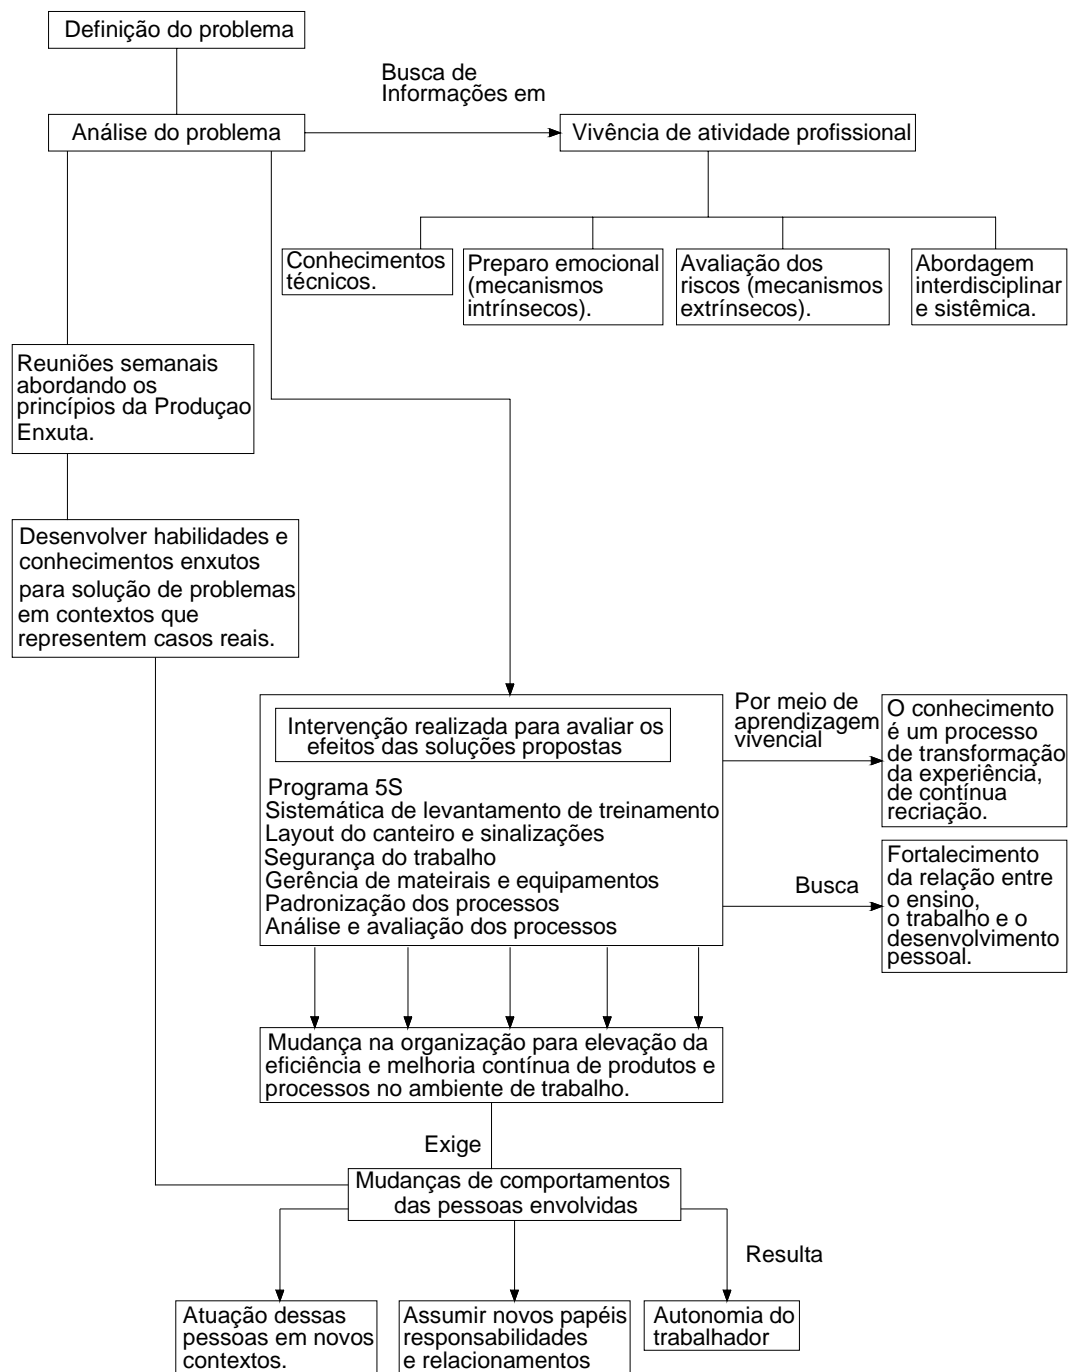 Definição do problema
Busca de
Informações em
Análise do problema
Vivência de atividade profissional
Conhecimentos
técnicos.
Preparo emocional
(mecanismos
intrínsecos).
Avaliação dos
riscos (mecanismos
extrínsecos).
Abordagem
interdisciplinar
e sistêmica.
Reuniões semanais
abordando os
princípios da Produçao
Enxuta.
Desenvolver habilidades e
conhecimentos enxutos
para solução de problemas
em contextos que
representem casos reais.
Intervenção realizada para avaliar os
efeitos das soluções propostas
Programa 5S
Sistemática de levantamento de treinamento
Layout do canteiro e sinalizações
Segurança do trabalho
Gerência de mateirais e equipamentos
Padronização dos processos
Análise e avaliação dos processos
Por meio de
aprendizagem
vivencial
O conhecimento
é um processo
de transformação
da experiência,
de contínua
recriação.
Busca
Fortalecimento
da relação entre
o ensino,
o trabalho e o
desenvolvimento
pessoal.
Mudança na organização para elevação da
eficiência e melhoria contínua de produtos e
processos no ambiente de trabalho.
Exige
Mudanças de comportamentos
das pessoas envolvidas
Resulta
Atuação dessas
pessoas em novos
contextos.
Assumir novos papéis
responsabilidades
e relacionamentos
Autonomia do
trabalhador